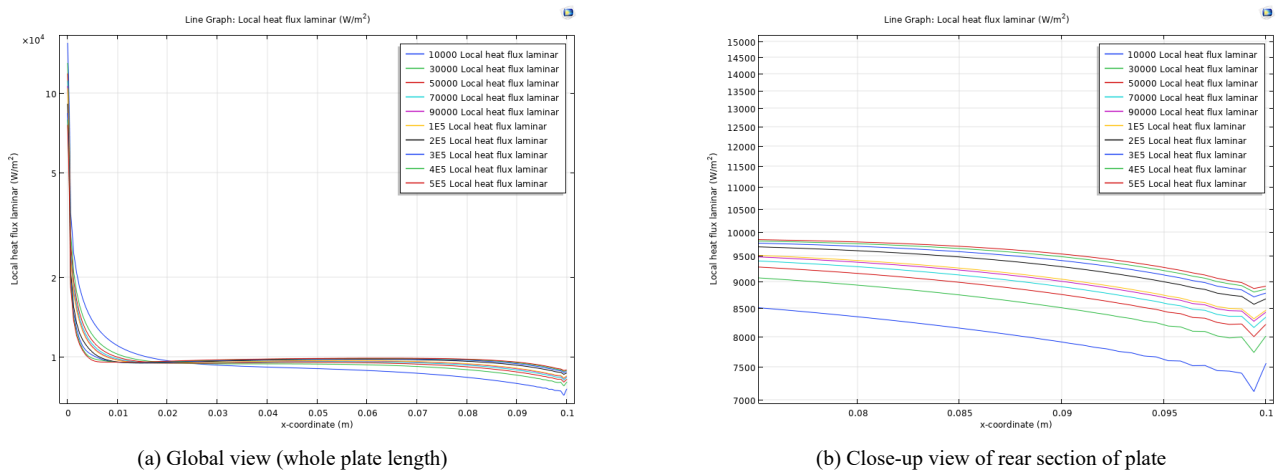 Line Graph: Local heat flux laminar (W/m²)
×10⁴
Local heat flux laminar (W/m²)
10
5
2
1
0
0.01
0.02
0.03
0.04
0.05
0.06
0.07
0.08
0.09
0.1
x-coordinate (m)
10000 Local heat flux laminar
30000 Local heat flux laminar
50000 Local heat flux laminar
70000 Local heat flux laminar
90000 Local heat flux laminar
1E5 Local heat flux laminar
2E5 Local heat flux laminar
3E5 Local heat flux laminar
4E5 Local heat flux laminar
5E5 Local heat flux laminar
(a) Global view (whole plate length)
Line Graph: Local heat flux laminar (W/m²)
Local heat flux laminar (W/m²)
15000
14500
14000
13500
13000
12500
12000
11500
11000
10500
10000
9500
9000
8500
8000
7500
7000
0.08
0.085
0.09
0.095
0.1
x-coordinate (m)
10000 Local heat flux laminar
30000 Local heat flux laminar
50000 Local heat flux laminar
70000 Local heat flux laminar
90000 Local heat flux laminar
1E5 Local heat flux laminar
2E5 Local heat flux laminar
3E5 Local heat flux laminar
4E5 Local heat flux laminar
5E5 Local heat flux laminar
(b) Close-up view of rear section of plate